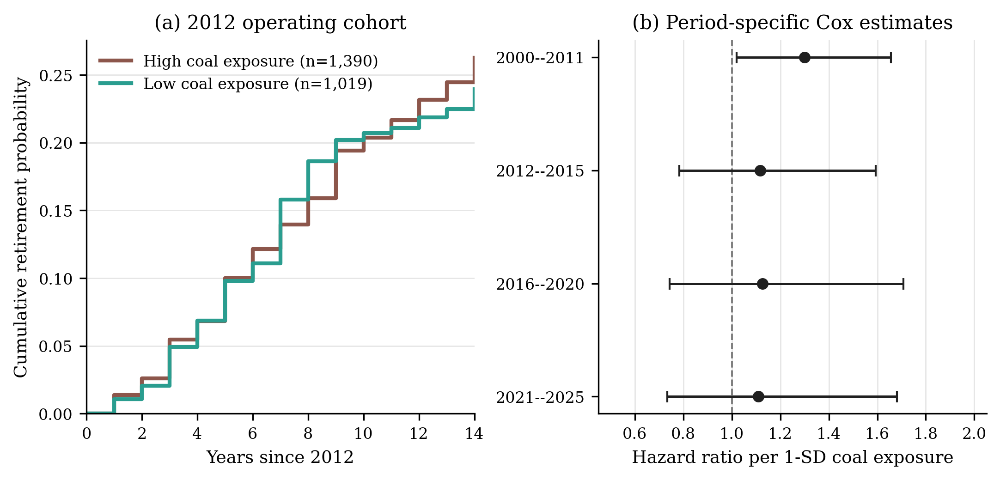 (a) 2012 operating cohort
High coal exposure (n=1,390)
Low coal exposure (n=1,019)
Cumulative retirement probability
0.25
0.20
0.15
0.10
0.05
0.00
0 2 4 6 8 10 12 14
Years since 2012
(b) Period-specific Cox estimates
2000--2011
2012--2015
2016--2020
2021--2025
0.6 0.8 1.0 1.2 1.4 1.6 1.8 2.0
Hazard ratio per 1-SD coal exposure